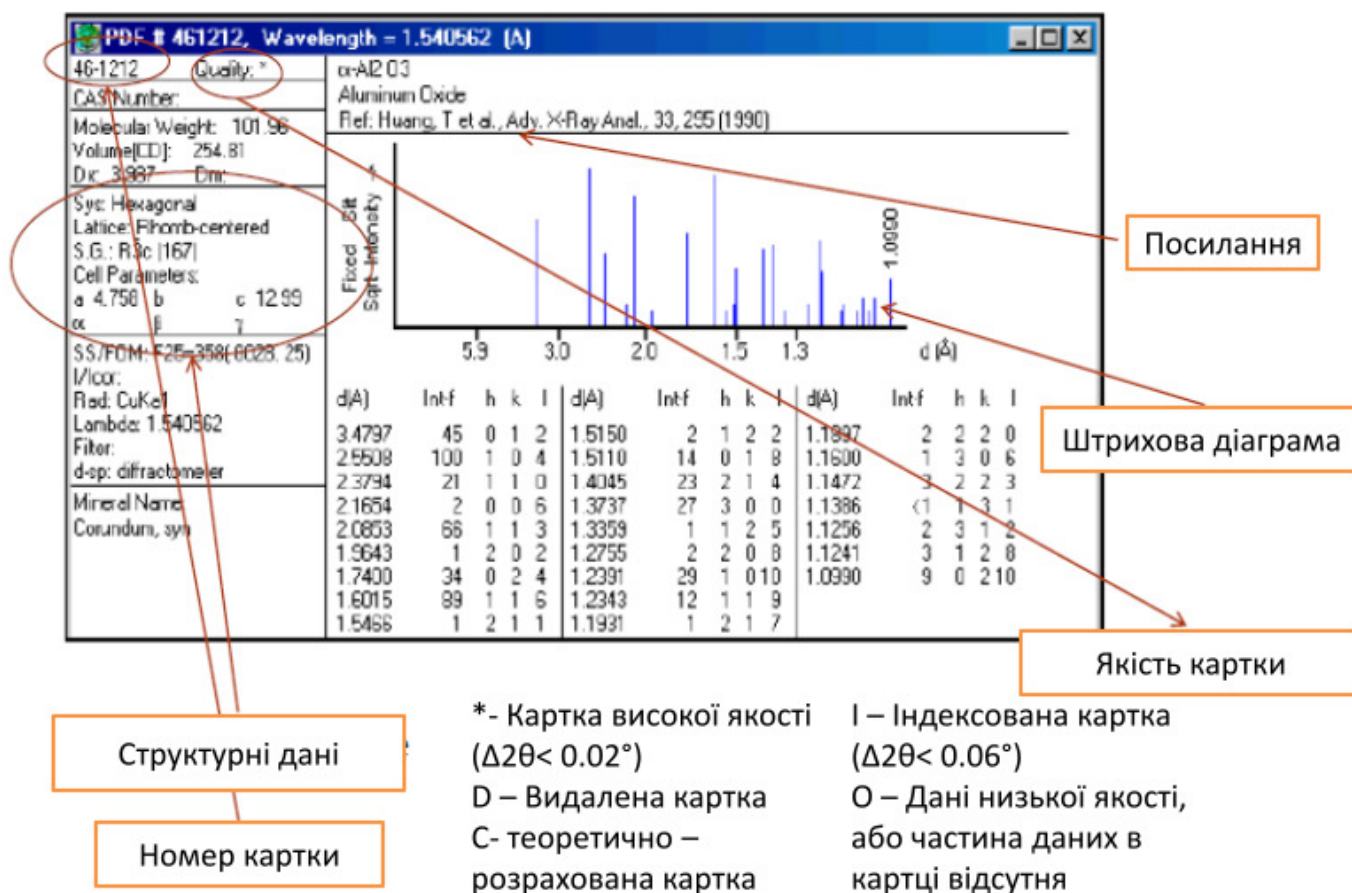 PDF # 461212, Wavelength = 1.540562 (A)
46-1212 Quality: *
CAS Number:
Molecular Weight: 101.96
Volume[CD]: 254.81
Dx: 3.987 Dm:
Sys: Hexagonal
Lattice: Rhomb-centered
S.G.: R3c (167)
Cell Parameters:
a 4.758 b c 12.99
α β γ
SS/FOM: F25=358(.0028, 25)
I/Icor:
Rad: CuKa1
Lambda: 1.540562
Filter:
d-sp: diffractometer
Mineral Name:
Corundum, syn
α-Al2 O3
Aluminum Oxide
Ref: Huang, T et al., Adv. X-Ray Anal., 33, 295 (1990)
Fixed Slit
Sqrt Intensity →
1.0900
5.9 3.0 2.0 1.5 1.3 d (Å)
d(A) Int-f h k l d(A) Int-f h k l d(A) Int-f h k l
3.4797 45 0 1 2 1.5150 2 1 2 2 1.1897 2 2 2 0
2.5508 100 1 0 4 1.5110 14 0 1 8 1.1600 1 3 0 6
2.3794 21 1 1 0 1.4045 23 2 1 4 1.1472 3 2 2 3
2.1654 2 0 0 6 1.3737 27 3 0 0 1.1386 <1 1 3 1
2.0853 66 1 1 3 1.3359 1 1 2 5 1.1256 2 3 1 2
1.9643 1 2 0 2 1.2755 2 2 0 8 1.1241 3 1 2 8
1.7400 34 0 2 4 1.2391 29 1 0 10 1.0990 9 0 2 10
1.6015 89 1 1 6 1.2343 12 1 1 9
1.5466 1 2 1 1 1.1931 1 2 1 7
Посилання
Штрихова діаграма
Якість картки
Структурні дані
Номер картки
*- Картка високої якості
(Δ2θ< 0.02°)
D – Видалена картка
С- теоретично –
розрахована картка
I – Індексована картка
(Δ2θ< 0.06°)
О – Дані низької якості,
або частина даних в
картці відсутня